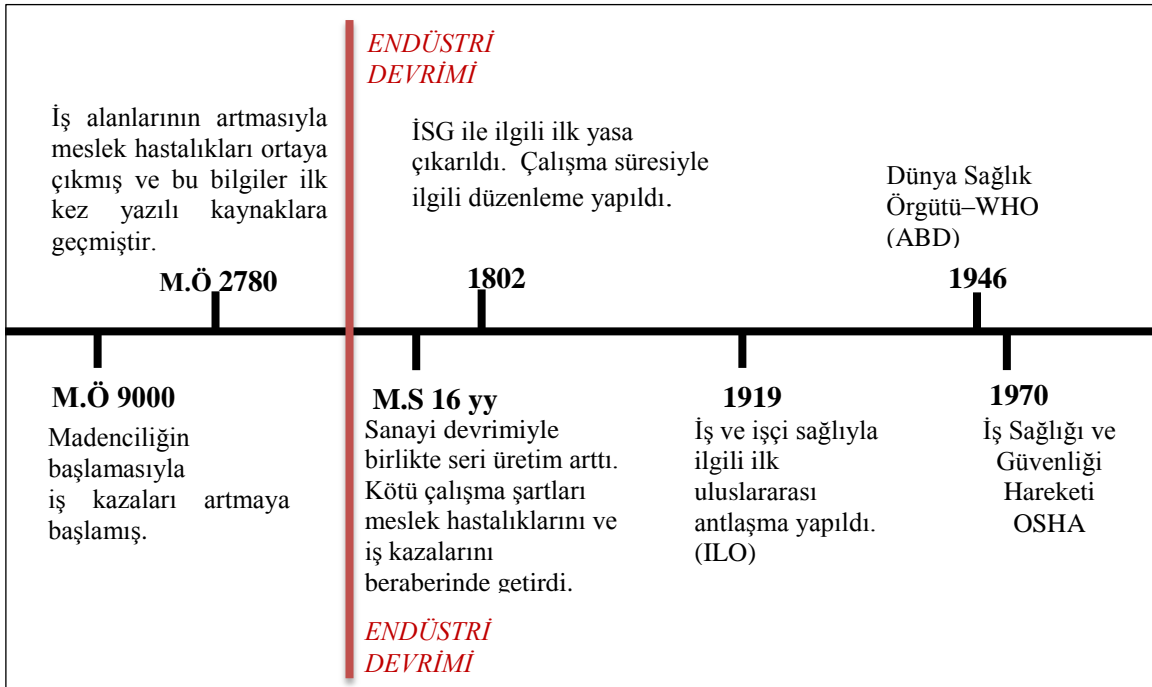 ENDÜSTRİ
DEVRİMİ
İş alanlarının artmasıyla
meslek hastalıkları ortaya
çıkmış ve bu bilgiler ilk
kez yazılı kaynaklara
geçmiştir.
M.Ö 2780
İSG ile ilgili ilk yasa
çıkarıldı. Çalışma süresiyle
ilgili düzenleme yapıldı.
1802
Dünya Sağlık
Örgütü–WHO
(ABD)
1946
M.Ö 9000
Madenciliğin
başlamasıyla
iş kazaları artmaya
başlamış.
M.S 16 yy
Sanayi devrimiyle
birlikte seri üretim arttı.
Kötü çalışma şartları
meslek hastalıklarını ve
iş kazalarını
beraberinde getirdi.
1919
İş ve işçi sağlıyla
ilgili ilk
uluslararası
antlaşma yapıldı.
(ILO)
1970
İş Sağlığı ve
Güvenliği
Hareketi
OSHA
ENDÜSTRİ
DEVRİMİ